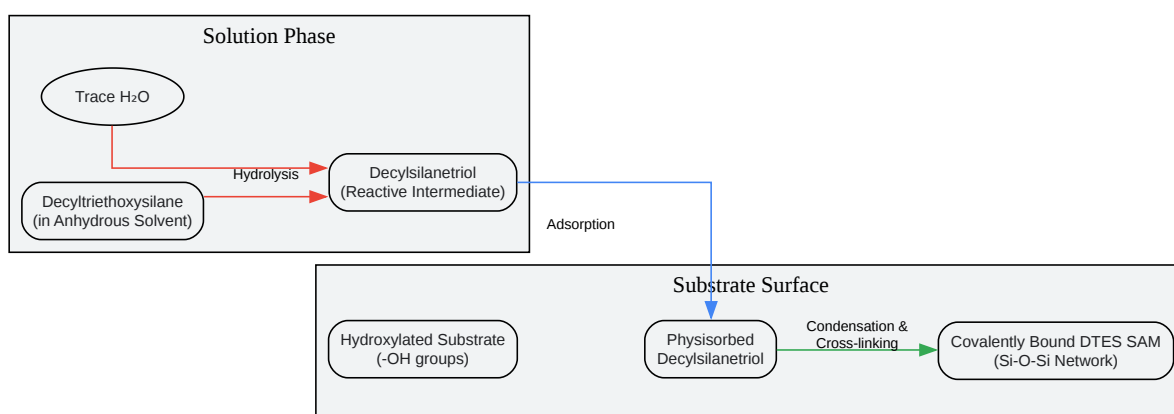 Solution Phase
Trace H₂O
Hydrolysis
Decylsilanetriol
(Reactive Intermediate)
Decyltriethoxysilane
(in Anhydrous Solvent)
Adsorption
Substrate Surface
Hydroxylated Substrate
(-OH groups)
Physisorbed
Decylsilanetriol
Condensation &
Cross-linking
Covalently Bound DTES SAM
(Si-O-Si Network)